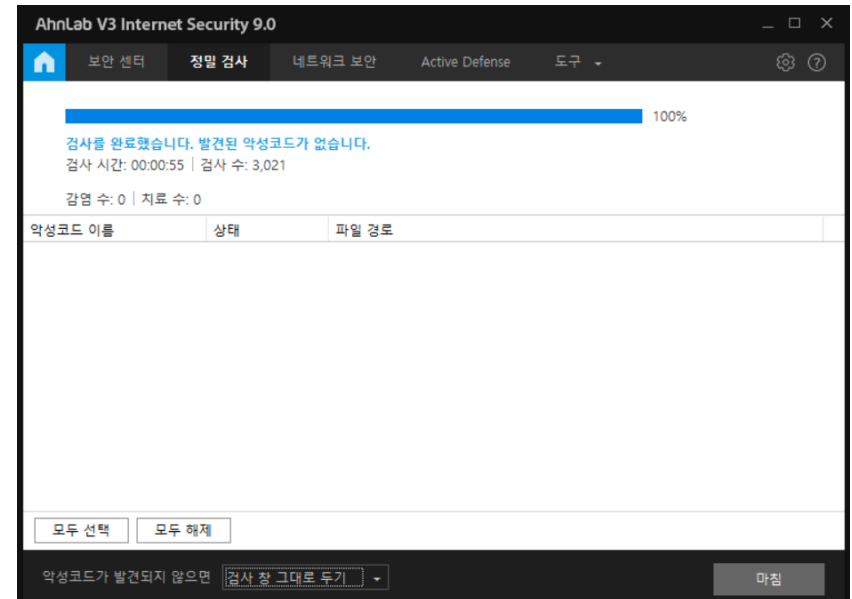 AhnLab V3 Internet Security 9.0
보안 센터 정밀 검사 네트워크 보안 Active Defense 도구
100%
검사를 완료했습니다. 발견된 악성코드가 없습니다.
검사 시간: 00:00:55 | 검사 수: 3,021
감염 수: 0 | 치료 수: 0
악성코드 이름 상태 파일 경로
모두 선택 모두 해제
악성코드가 발견되지 않으면 검사 창 그대로 두기 마침